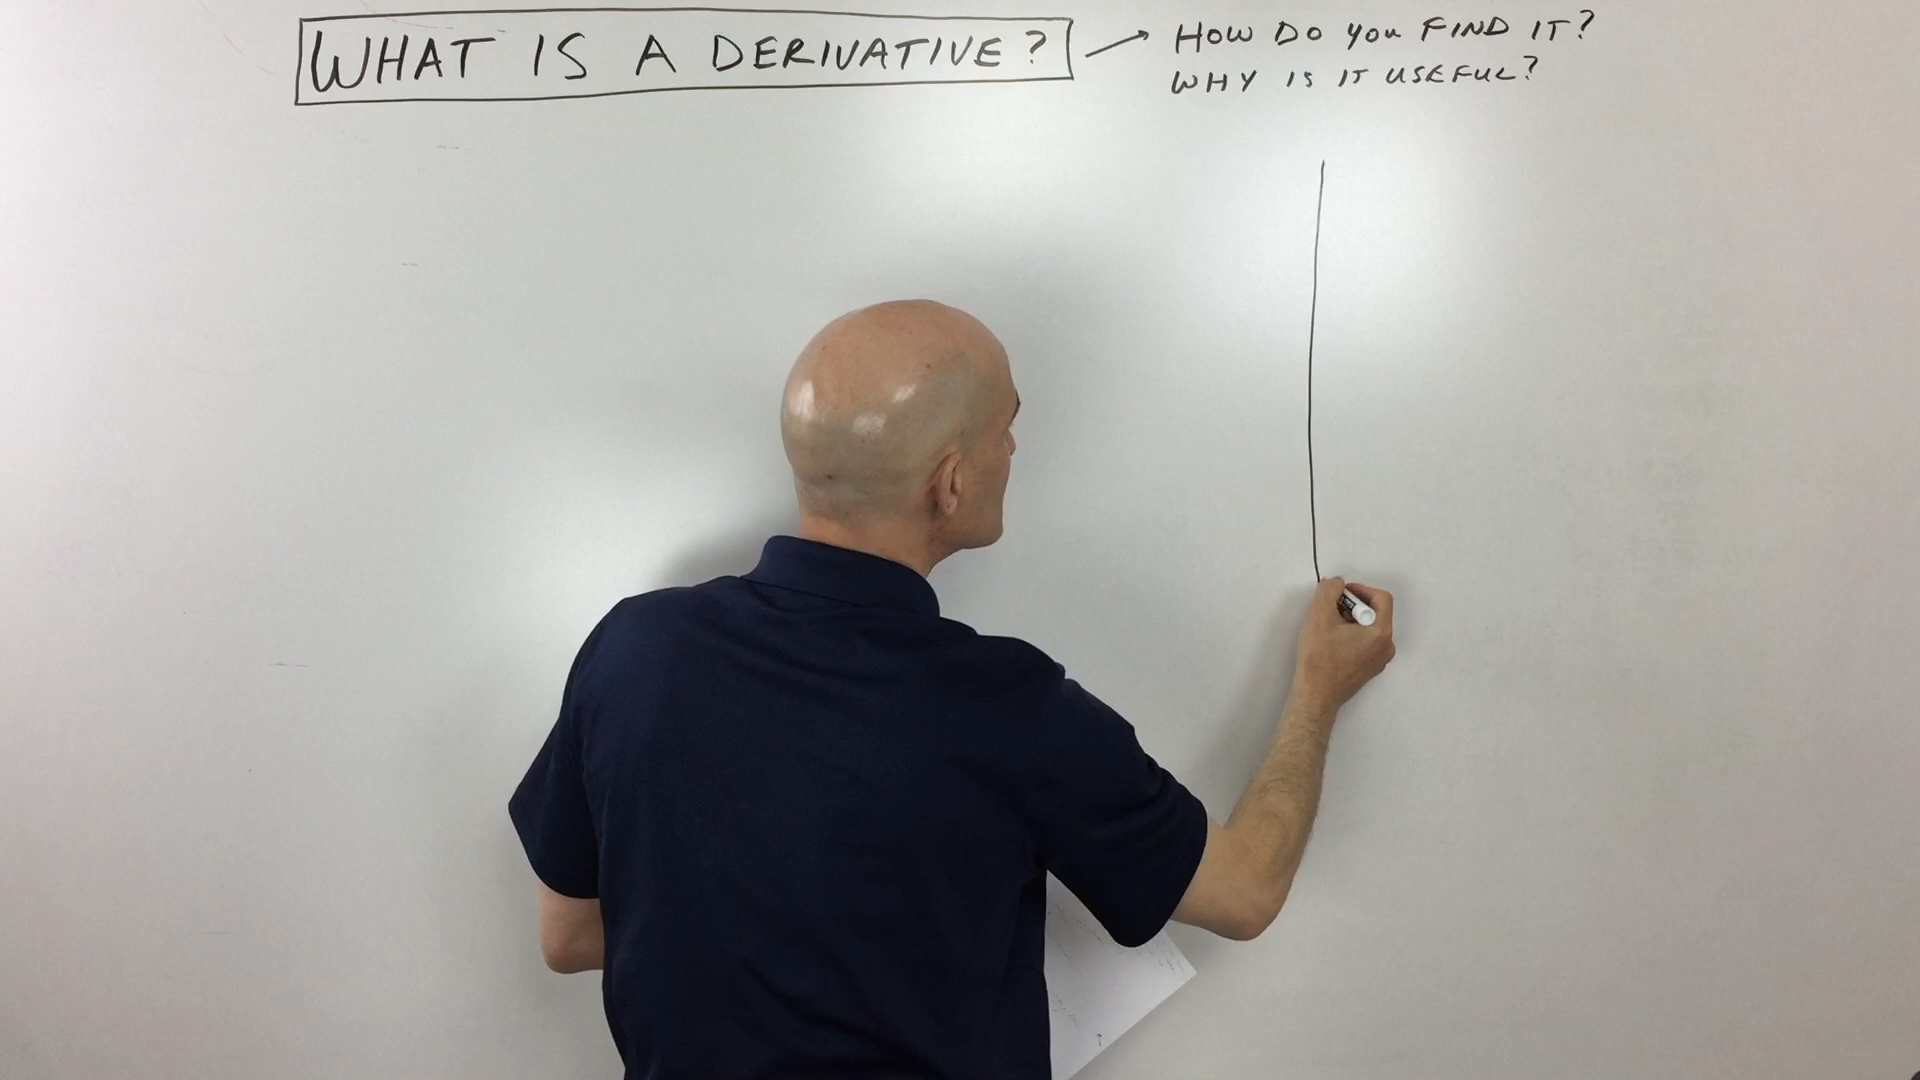 WHAT IS A DERIVATIVE?
HOW DO YOU FIND IT?
WHY IS IT USEFUL?